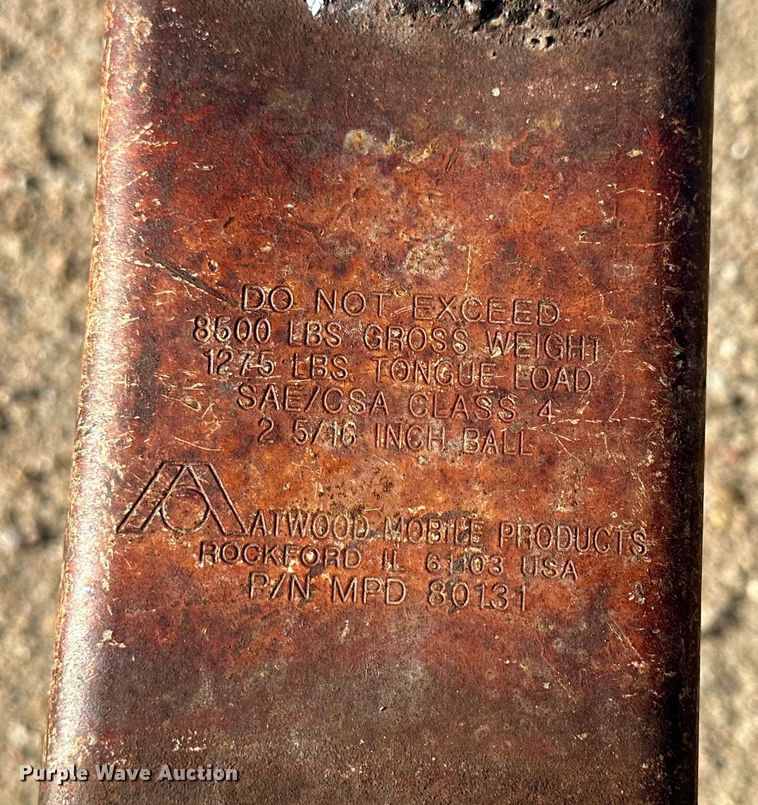 DO NOT EXCEED
8500 LBS GROSS WEIGHT
1275 LBS TONGUE LOAD
SAE/CSA CLASS 4
2 5/16 INCH BALL
ATWOOD MOBILE PRODUCTS
ROCKFORD IL 61103 USA
P/N MPD 80131
Purple Wave Auction